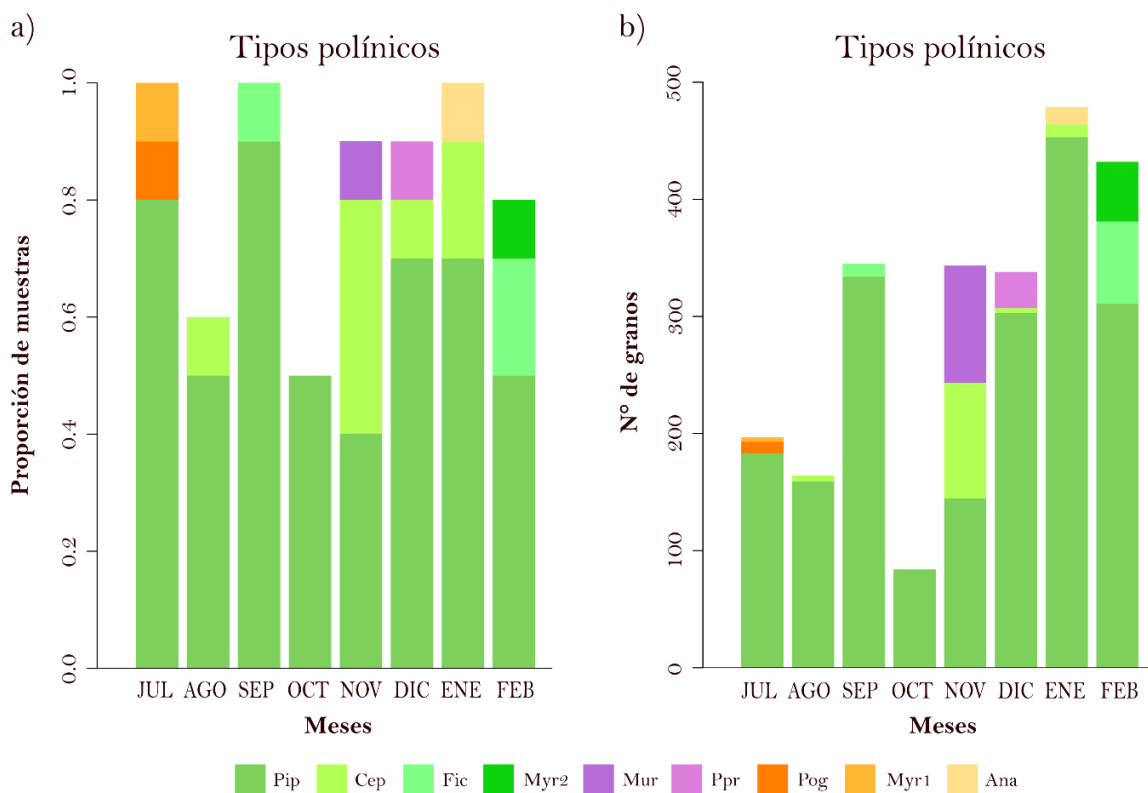 a)
Tipos polínicos
Proporción de muestras
1.0
0.8
0.6
0.4
0.2
0.0
JUL AGO SEP OCT NOV DIC ENE FEB
Meses
b)
Tipos polínicos
N° de granos
500
400
300
200
100
0
JUL AGO SEP OCT NOV DIC ENE FEB
Meses
Pip Cep Fic Myr2 Mur Ppr Pog Myr1 Ana